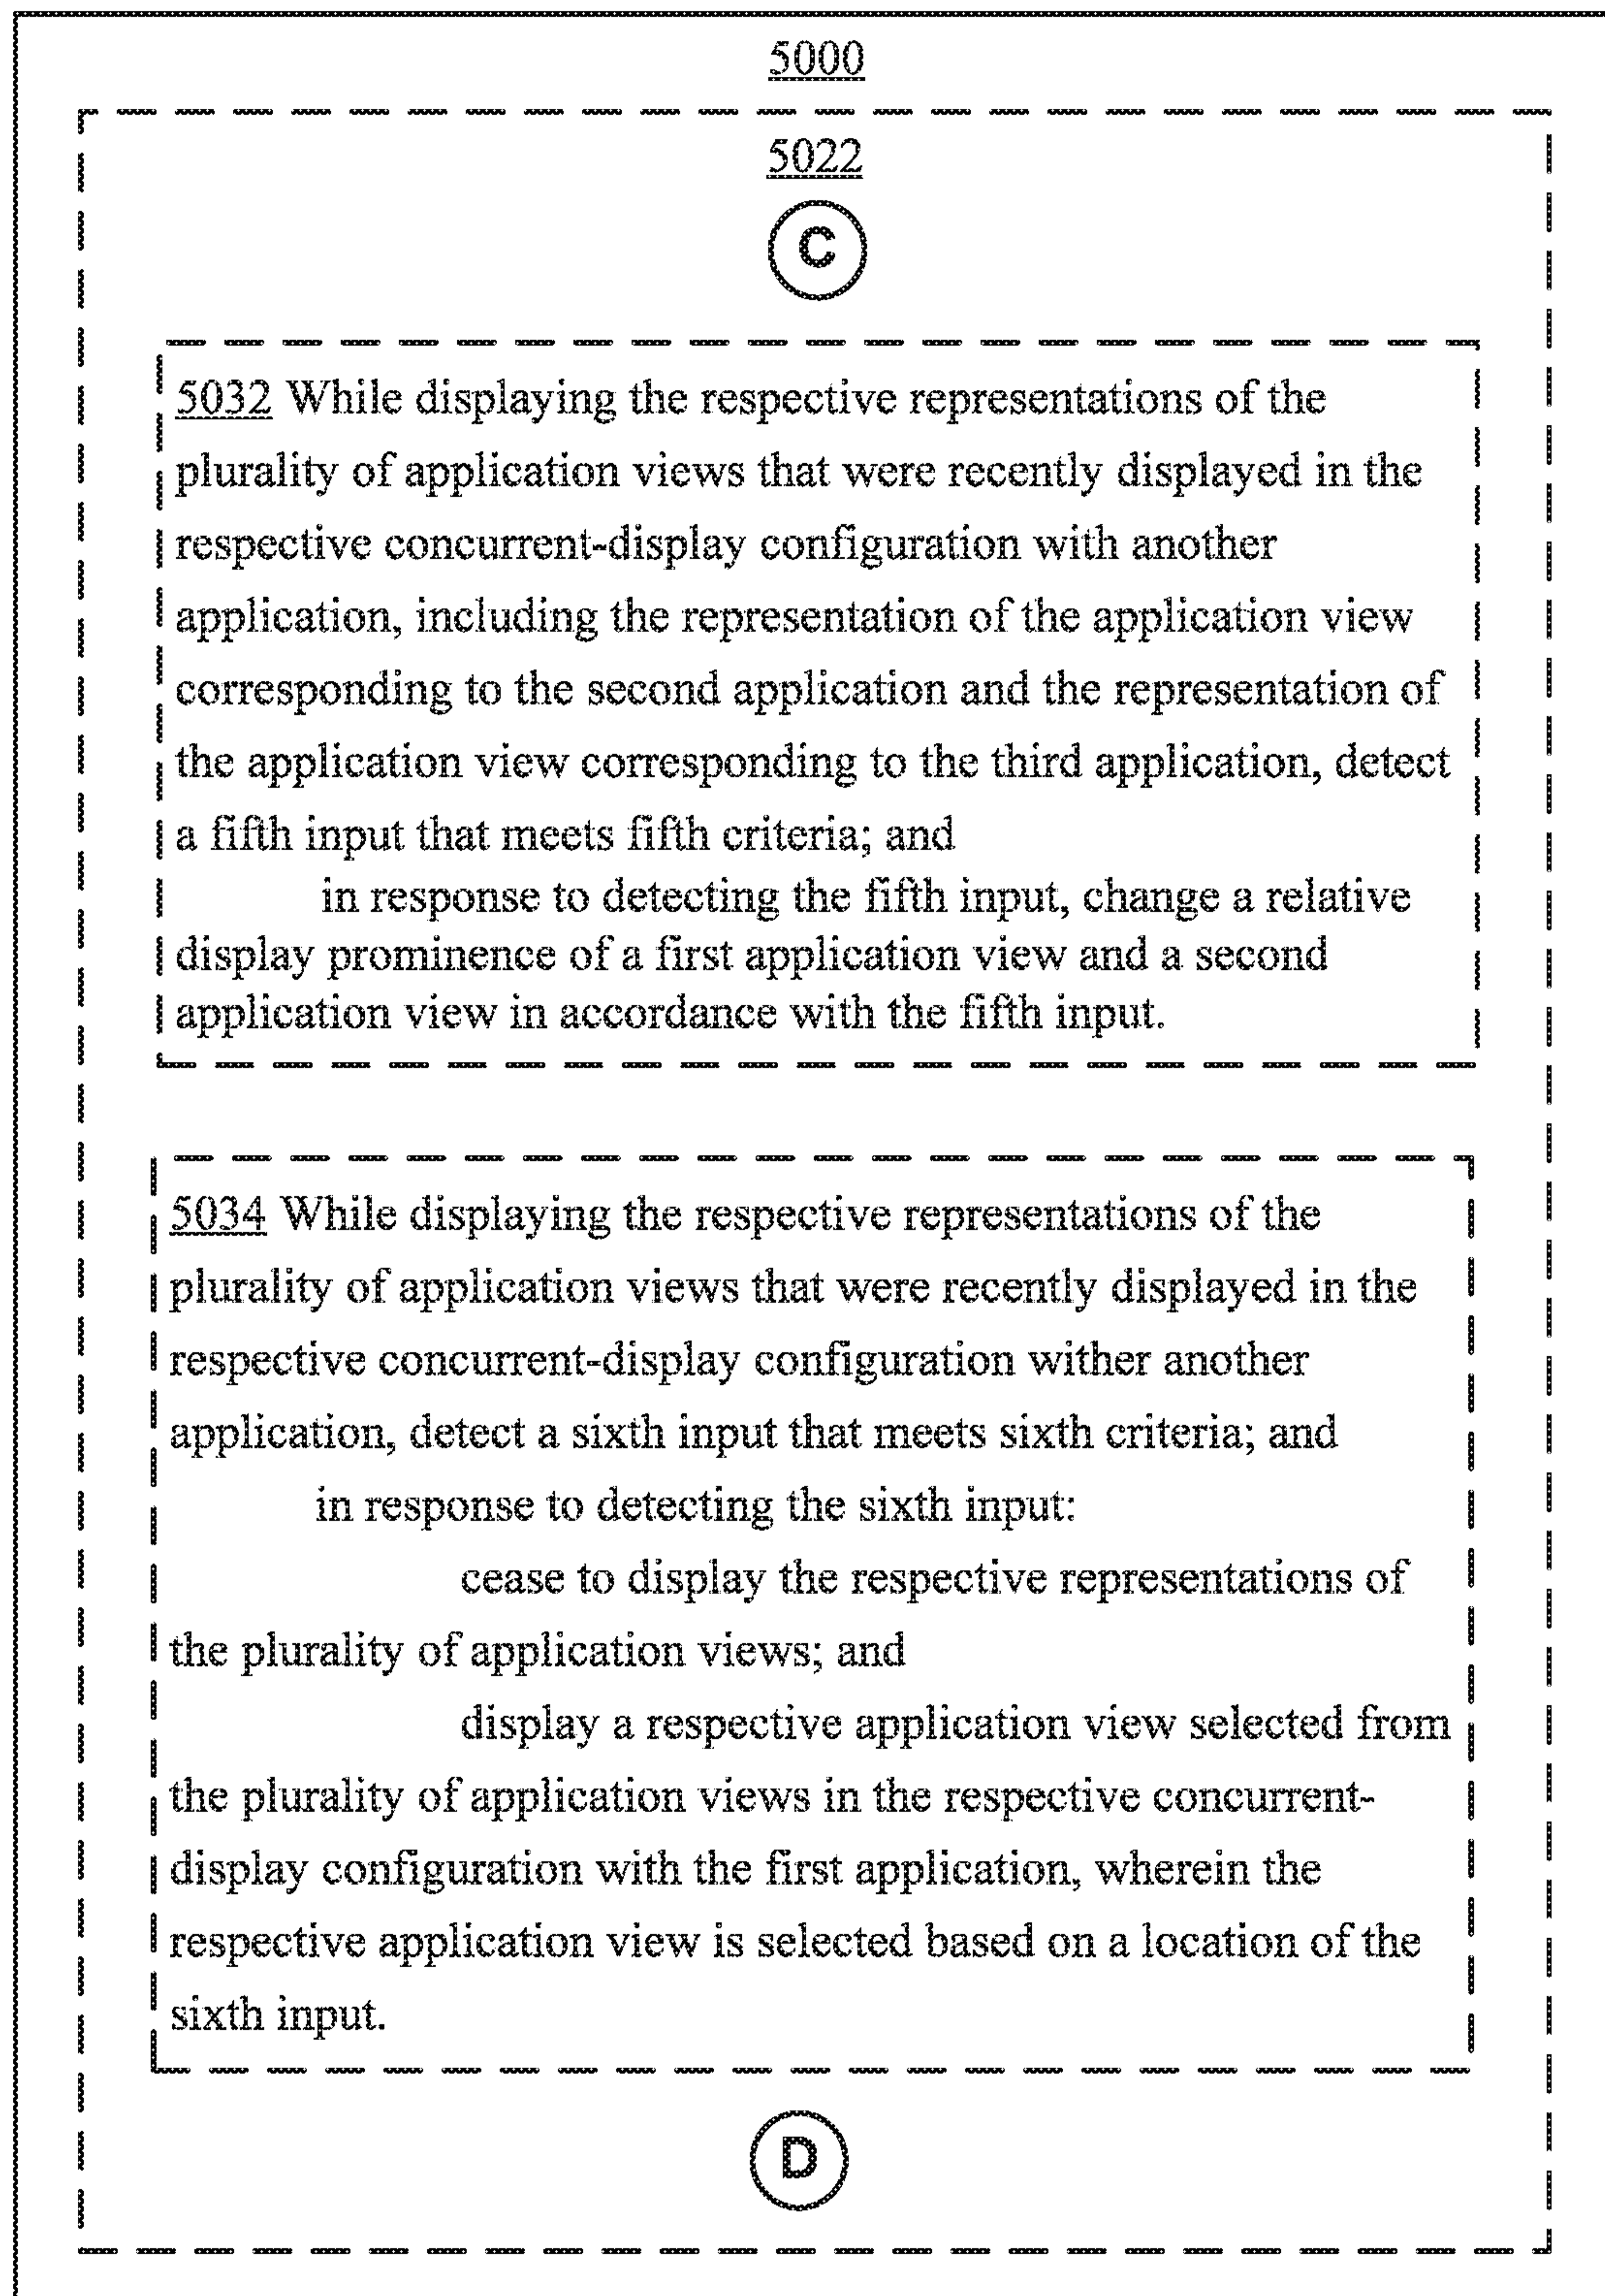 5000
5022
C
5032 While displaying the respective representations of the
plurality of application views that were recently displayed in the
respective concurrent-display configuration with another
application, including the representation of the application view
corresponding to the second application and the representation of
the application view corresponding to the third application, detect
a fifth input that meets fifth criteria; and
in response to detecting the fifth input, change a relative
display prominence of a first application view and a second
application view in accordance with the fifth input.
5034 While displaying the respective representations of the
plurality of application views that were recently displayed in the
respective concurrent-display configuration wither another
application, detect a sixth input that meets sixth criteria; and
in response to detecting the sixth input:
cease to display the respective representations of
the plurality of application views; and
display a respective application view selected from
the plurality of application views in the respective concurrent-
display configuration with the first application, wherein the
respective application view is selected based on a location of the
sixth input.
D